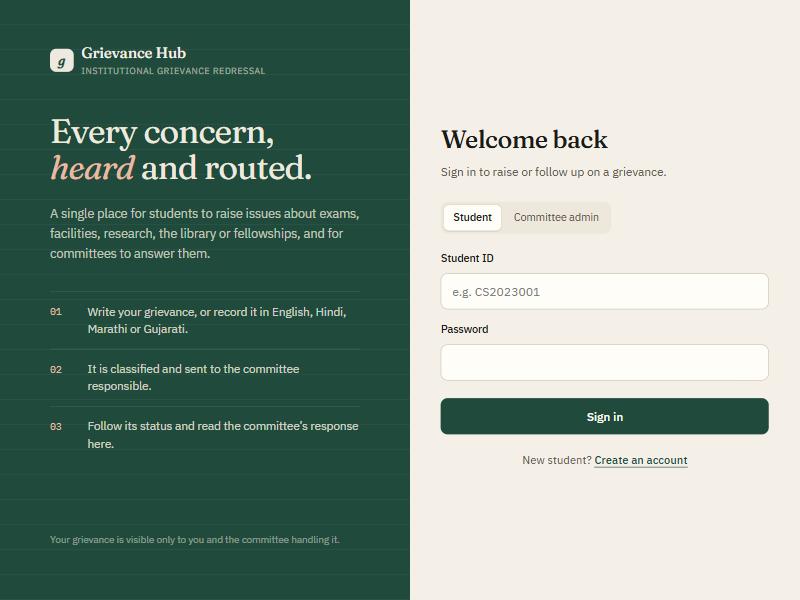 g
Grievance Hub
INSTITUTIONAL GRIEVANCE REDRESSAL
Every concern,
heard and routed.
A single place for students to raise issues about exams,
facilities, research, the library or fellowships, and for
committees to answer them.
01 Write your grievance, or record it in English, Hindi,
Marathi or Gujarati.
02 It is classified and sent to the committee
responsible.
03 Follow its status and read the committee's response
here.
Your grievance is visible only to you and the committee handling it.
Welcome back
Sign in to raise or follow up on a grievance.
Student Committee admin
Student ID
e.g. CS2023001
Password
Sign in
New student? Create an account